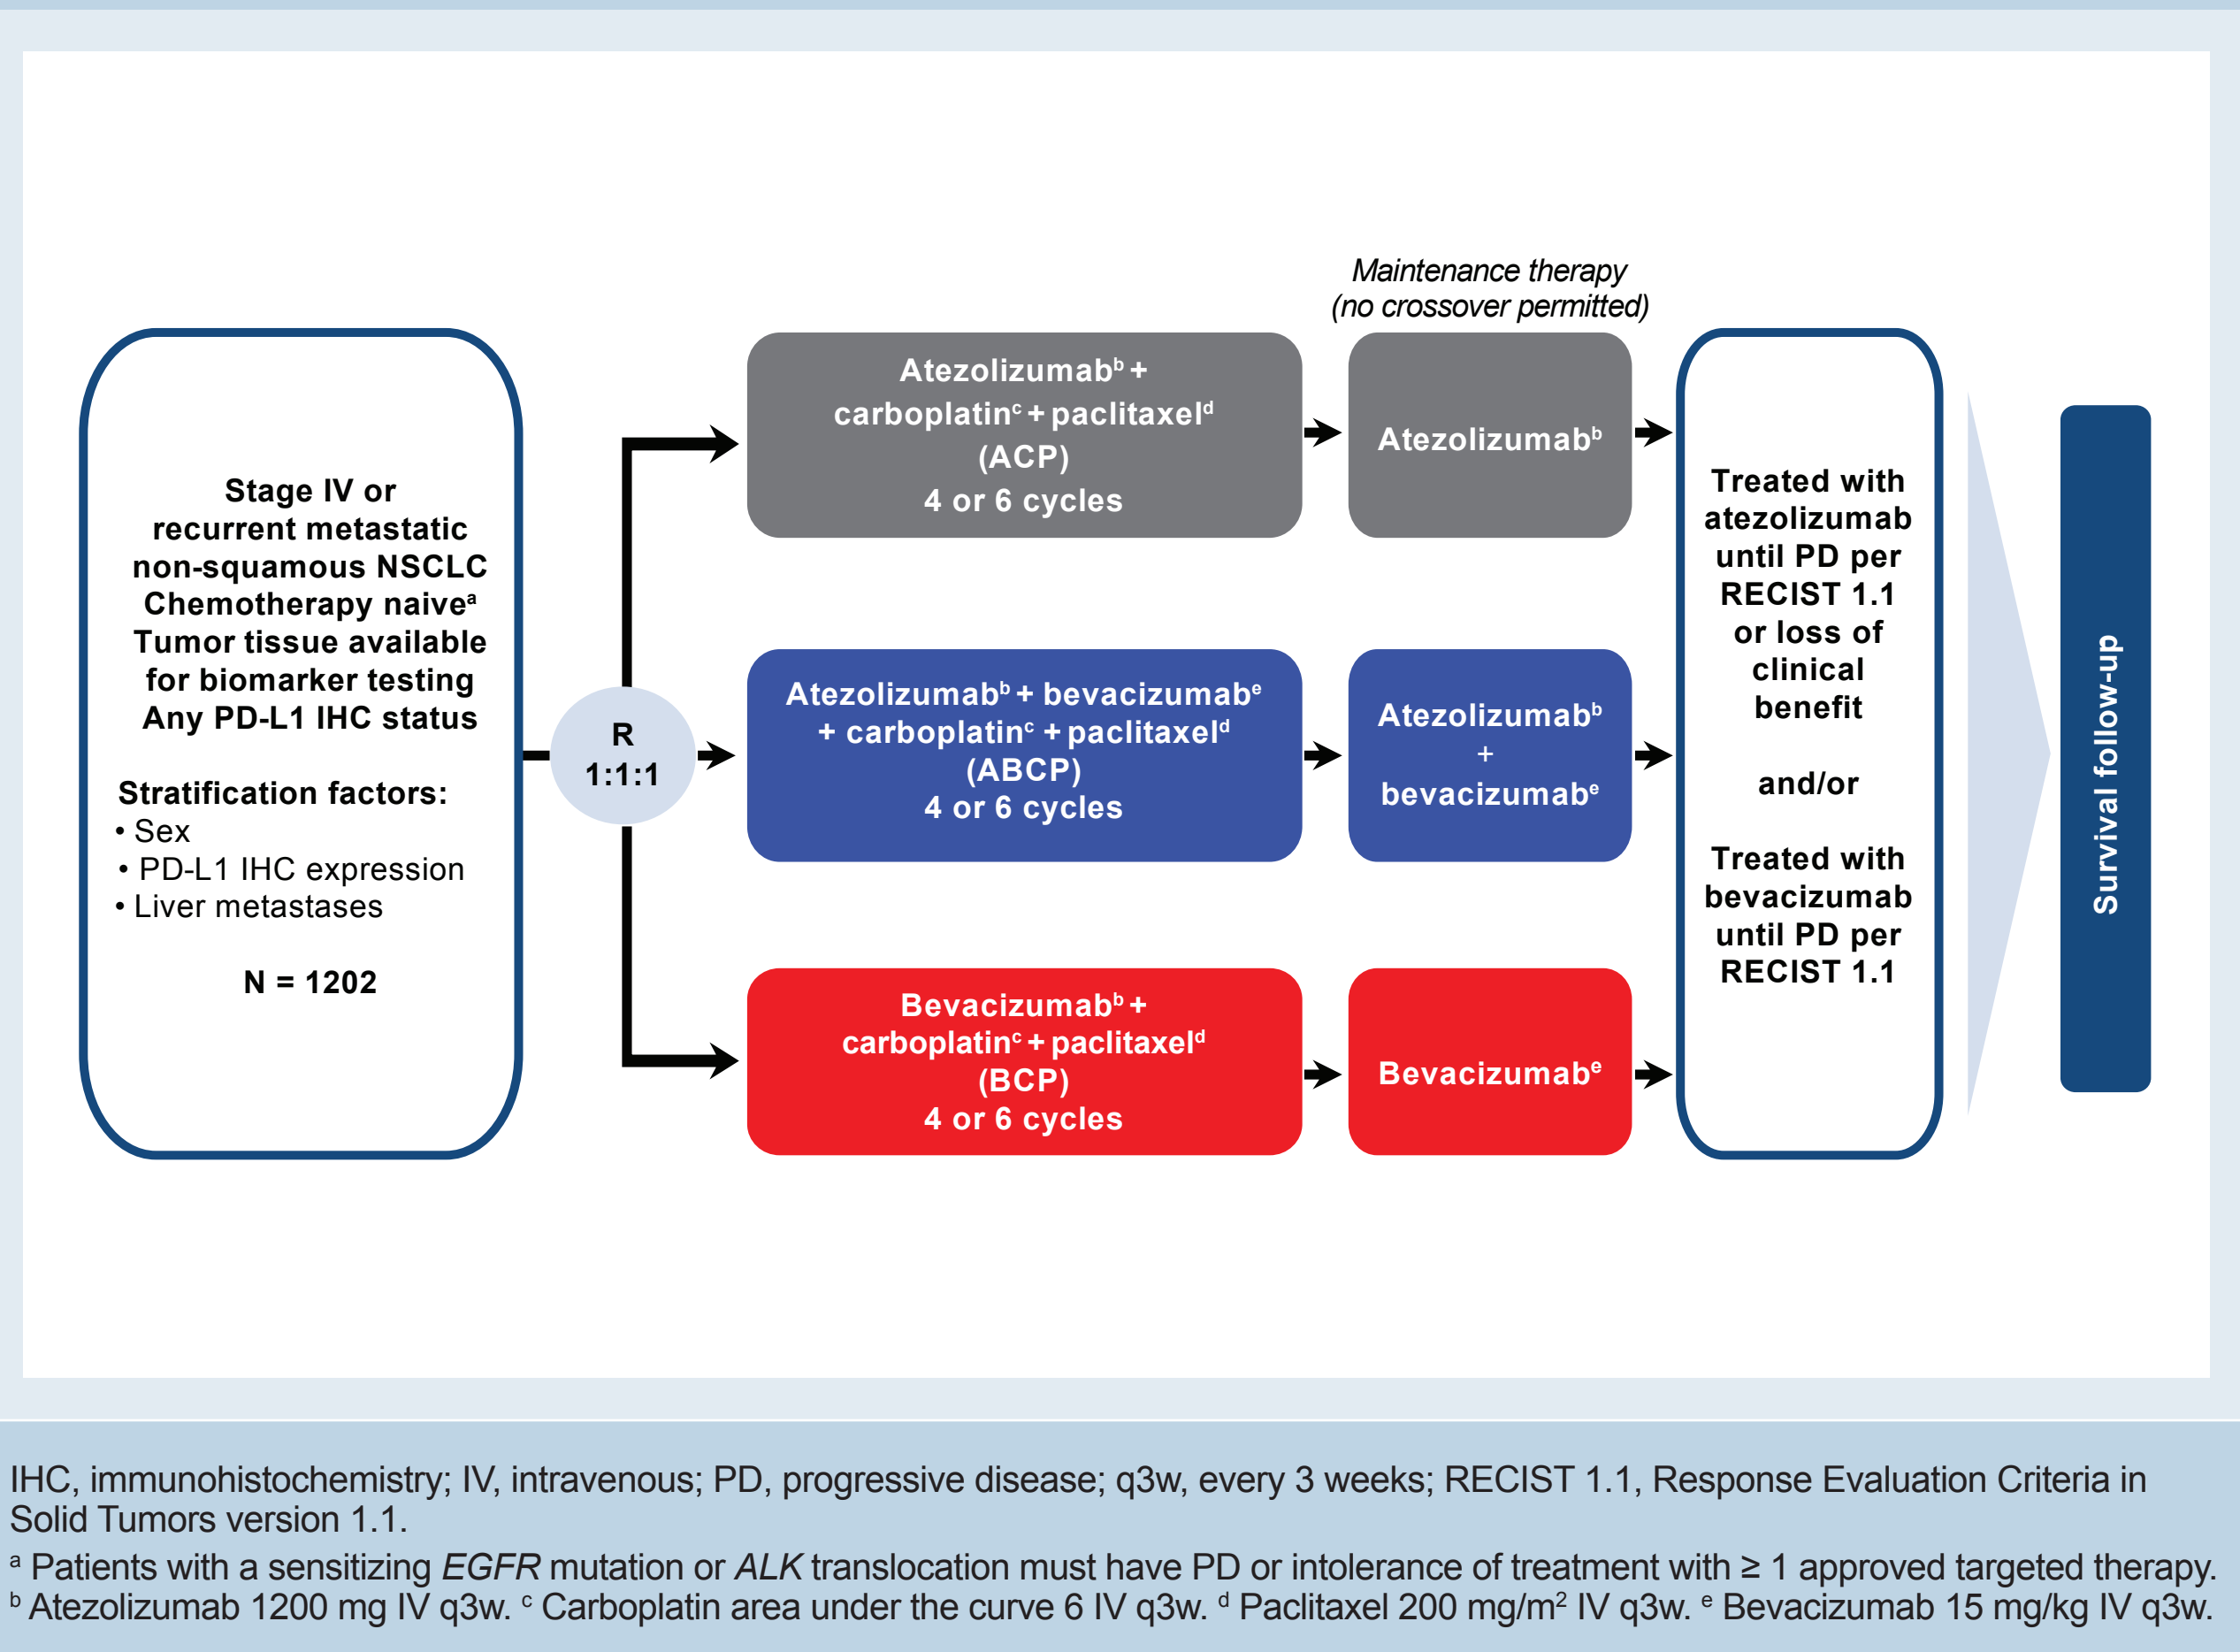 Stage IV or
recurrent metastatic
non-squamous NSCLC
Chemotherapy naiveᵃ
Tumor tissue available
for biomarker testing
Any PD-L1 IHC status
Stratification factors:
• Sex
• PD-L1 IHC expression
• Liver metastases
N = 1202
R
1:1:1
Atezolizumabᵇ +
carboplatinᶜ + paclitaxelᵈ
(ACP)
4 or 6 cycles
Atezolizumabᵇ + bevacizumabᵉ
+ carboplatinᶜ + paclitaxelᵈ
(ABCP)
4 or 6 cycles
Bevacizumabᵇ +
carboplatinᶜ + paclitaxelᵈ
(BCP)
4 or 6 cycles
Maintenance therapy
(no crossover permitted)
Atezolizumabᵇ
Atezolizumabᵇ
+
bevacizumabᵉ
Bevacizumabᵉ
Treated with
atezolizumab
until PD per
RECIST 1.1
or loss of
clinical
benefit
and/or
Treated with
bevacizumab
until PD per
RECIST 1.1
Survival follow-up
IHC, immunohistochemistry; IV, intravenous; PD, progressive disease; q3w, every 3 weeks; RECIST 1.1, Response Evaluation Criteria in
Solid Tumors version 1.1.
ᵃ Patients with a sensitizing EGFR mutation or ALK translocation must have PD or intolerance of treatment with ≥ 1 approved targeted therapy.
ᵇ Atezolizumab 1200 mg IV q3w. ᶜ Carboplatin area under the curve 6 IV q3w. ᵈ Paclitaxel 200 mg/m² IV q3w. ᵉ Bevacizumab 15 mg/kg IV q3w.